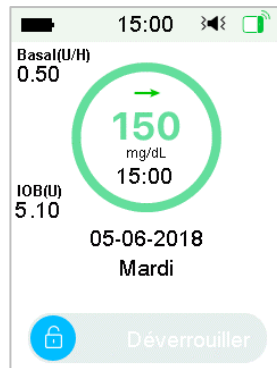 15:00
Basal(U/H)
0.50
150
mg/dL
15:00
IOB(U)
5.10
05-06-2018
Mardi
Déverrouiller